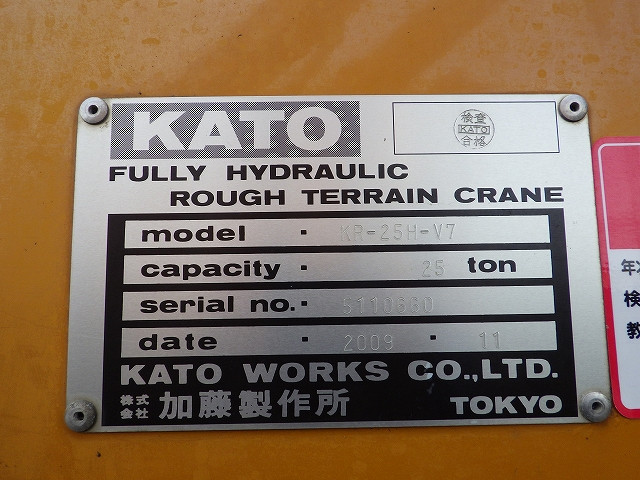 KATO
検査
KATO
合格
FULLY HYDRAULIC
ROUGH TERRAIN CRANE
model · KR-25H-V7
capacity · 25 ton
serial no. ·
date · 2009 · 11
KATO WORKS CO.,LTD.
株式会社 加藤製作所 TOKYO
年次
検
教